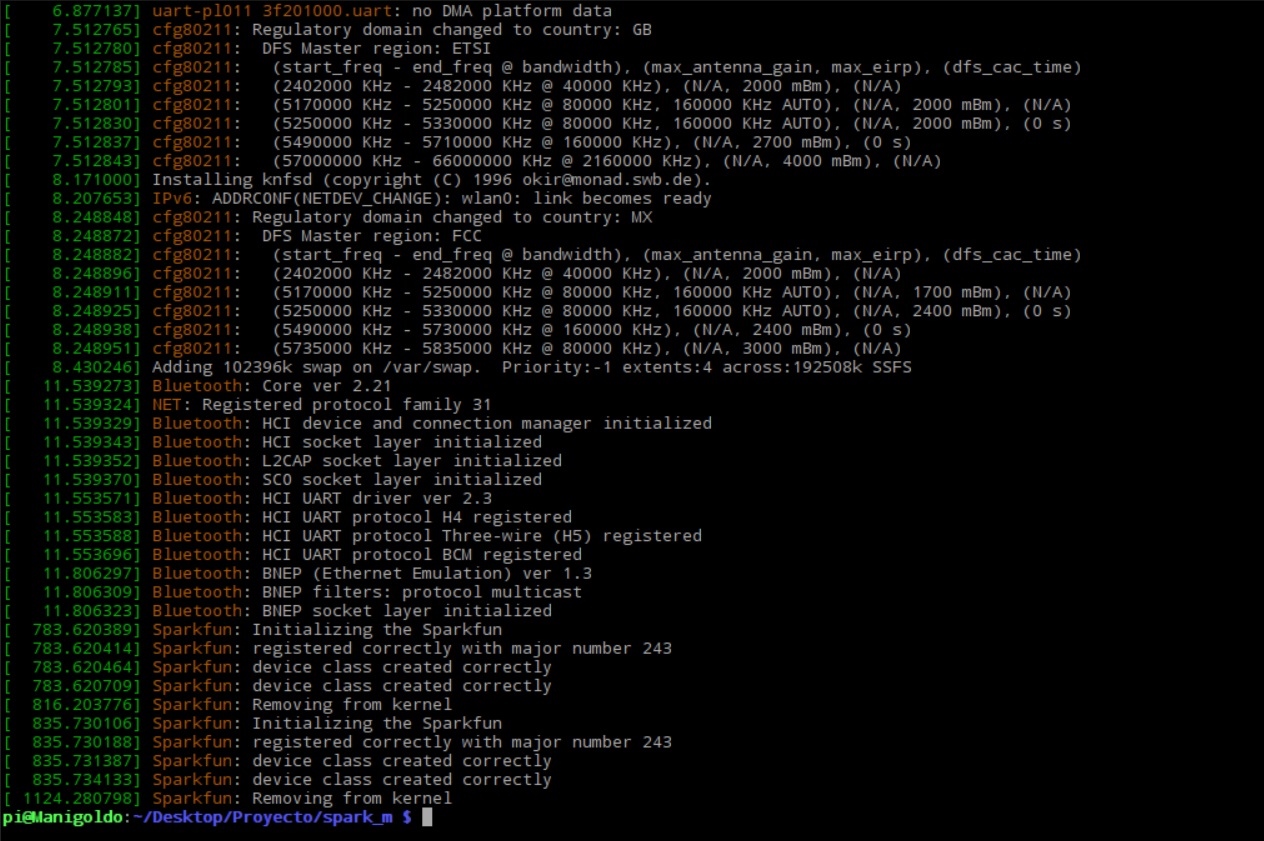 [    6.877137] uart-pl011 3f201000.uart: no DMA platform data
[    7.512765] cfg80211: Regulatory domain changed to country: GB
[    7.512780] cfg80211:  DFS Master region: ETSI
[    7.512785] cfg80211:   (start_freq - end_freq @ bandwidth), (max_antenna_gain, max_eirp), (dfs_cac_time)
[    7.512793] cfg80211:   (2402000 KHz - 2482000 KHz @ 40000 KHz), (N/A, 2000 mBm), (N/A)
[    7.512801] cfg80211:   (5170000 KHz - 5250000 KHz @ 80000 KHz, 160000 KHz AUTO), (N/A, 2000 mBm), (N/A)
[    7.512830] cfg80211:   (5250000 KHz - 5330000 KHz @ 80000 KHz, 160000 KHz AUTO), (N/A, 2000 mBm), (0 s)
[    7.512837] cfg80211:   (5490000 KHz - 5710000 KHz @ 160000 KHz), (N/A, 2700 mBm), (0 s)
[    7.512843] cfg80211:   (57000000 KHz - 66000000 KHz @ 2160000 KHz), (N/A, 4000 mBm), (N/A)
[    8.171000] Installing knfsd (copyright (C) 1996 okir@monad.swb.de).
[    8.207653] IPv6: ADDRCONF(NETDEV_CHANGE): wlan0: link becomes ready
[    8.248848] cfg80211: Regulatory domain changed to country: MX
[    8.248872] cfg80211:  DFS Master region: FCC
[    8.248882] cfg80211:   (start_freq - end_freq @ bandwidth), (max_antenna_gain, max_eirp), (dfs_cac_time)
[    8.248896] cfg80211:   (2402000 KHz - 2482000 KHz @ 40000 KHz), (N/A, 2000 mBm), (N/A)
[    8.248911] cfg80211:   (5170000 KHz - 5250000 KHz @ 80000 KHz, 160000 KHz AUTO), (N/A, 1700 mBm), (N/A)
[    8.248925] cfg80211:   (5250000 KHz - 5330000 KHz @ 80000 KHz, 160000 KHz AUTO), (N/A, 2400 mBm), (0 s)
[    8.248938] cfg80211:   (5490000 KHz - 5730000 KHz @ 160000 KHz), (N/A, 2400 mBm), (0 s)
[    8.248951] cfg80211:   (5735000 KHz - 5835000 KHz @ 80000 KHz), (N/A, 3000 mBm), (N/A)
[    8.430246] Adding 102396k swap on /var/swap.  Priority:-1 extents:4 across:192508k SSFS
[   11.539273] Bluetooth: Core ver 2.21
[   11.539324] NET: Registered protocol family 31
[   11.539329] Bluetooth: HCI device and connection manager initialized
[   11.539343] Bluetooth: HCI socket layer initialized
[   11.539352] Bluetooth: L2CAP socket layer initialized
[   11.539370] Bluetooth: SCO socket layer initialized
[   11.553571] Bluetooth: HCI UART driver ver 2.3
[   11.553583] Bluetooth: HCI UART protocol H4 registered
[   11.553588] Bluetooth: HCI UART protocol Three-wire (H5) registered
[   11.553696] Bluetooth: HCI UART protocol BCM registered
[   11.806297] Bluetooth: BNEP (Ethernet Emulation) ver 1.3
[   11.806309] Bluetooth: BNEP filters: protocol multicast
[   11.806323] Bluetooth: BNEP socket layer initialized
[  783.620389] Sparkfun: Initializing the Sparkfun
[  783.620414] Sparkfun: registered correctly with major number 243
[  783.620464] Sparkfun: device class created correctly
[  783.620709] Sparkfun: device class created correctly
[  816.203776] Sparkfun: Removing from kernel
[  835.730106] Sparkfun: Initializing the Sparkfun
[  835.730188] Sparkfun: registered correctly with major number 243
[  835.731387] Sparkfun: device class created correctly
[  835.734133] Sparkfun: device class created correctly
[ 1124.280798] Sparkfun: Removing from kernel
pi@Manigoldo:~/Desktop/Proyecto/spark_m $